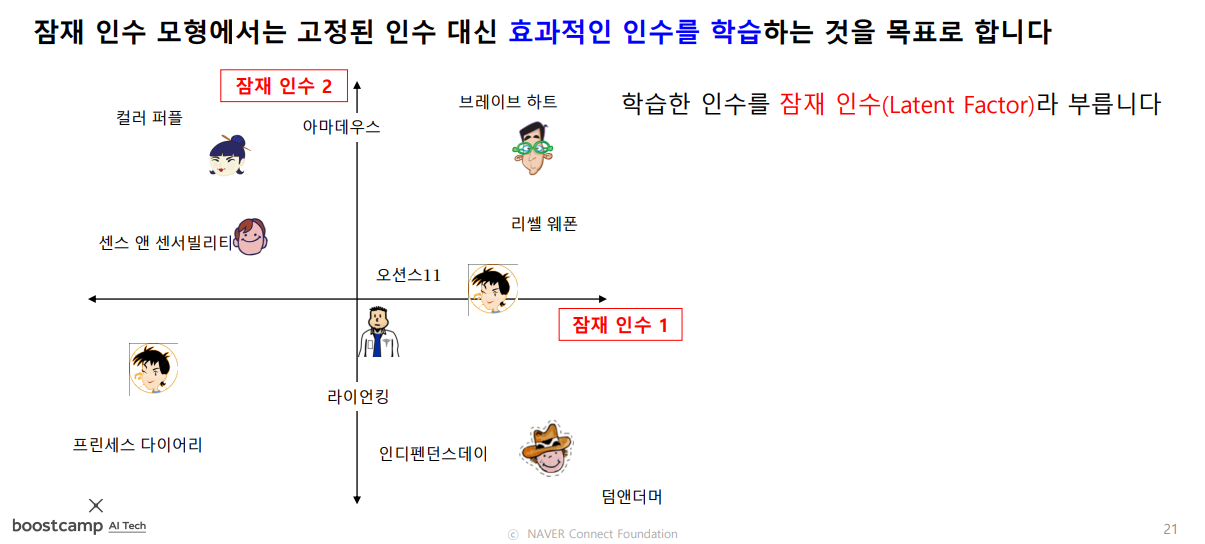 잠재 인수 모형에서는 고정된 인수 대신 효과적인 인수를 학습하는 것을 목표로 합니다
학습한 인수를 잠재 인수(Latent Factor)라 부릅니다
잠재 인수 2
컬러 퍼플
아마데우스
브레이브 하트
리쎌 웨폰
센스 앤 센서빌리티
오션스11
잠재 인수 1
라이언킹
프린세스 다이어리
인디펜던스데이
덤앤더머
boostcamp AI Tech
ⓒ NAVER Connect Foundation
21